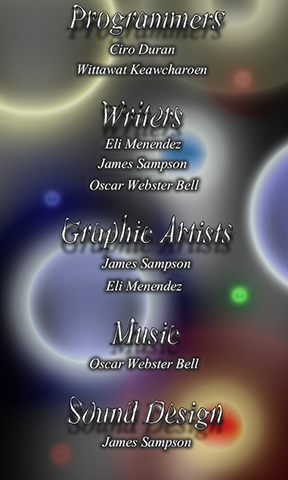 Programmers
Ciro Duran
Wittawat Keawcharoen
Writers
Eli Menendez
James Sampson
Oscar Webster Bell
Graphic Artists
James Sampson
Eli Menendez
Music
Oscar Webster Bell
Sound Design
James Sampson